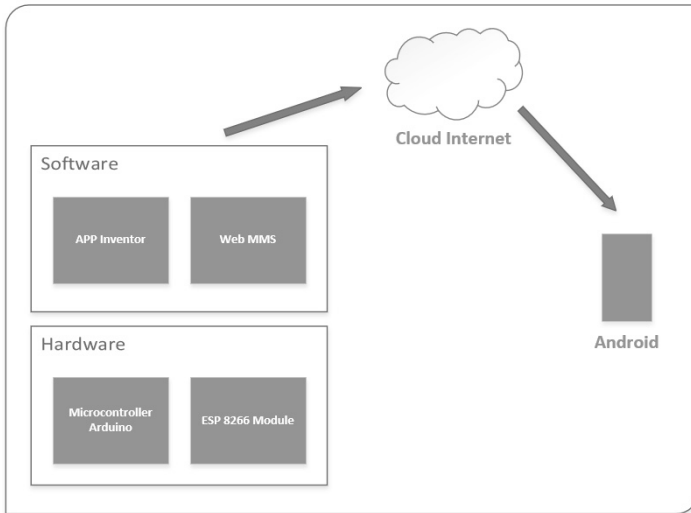 Cloud Internet
Software
APP Inventor
Web MMS
Android
Hardware
Microcontroller
Arduino
ESP 8266 Module